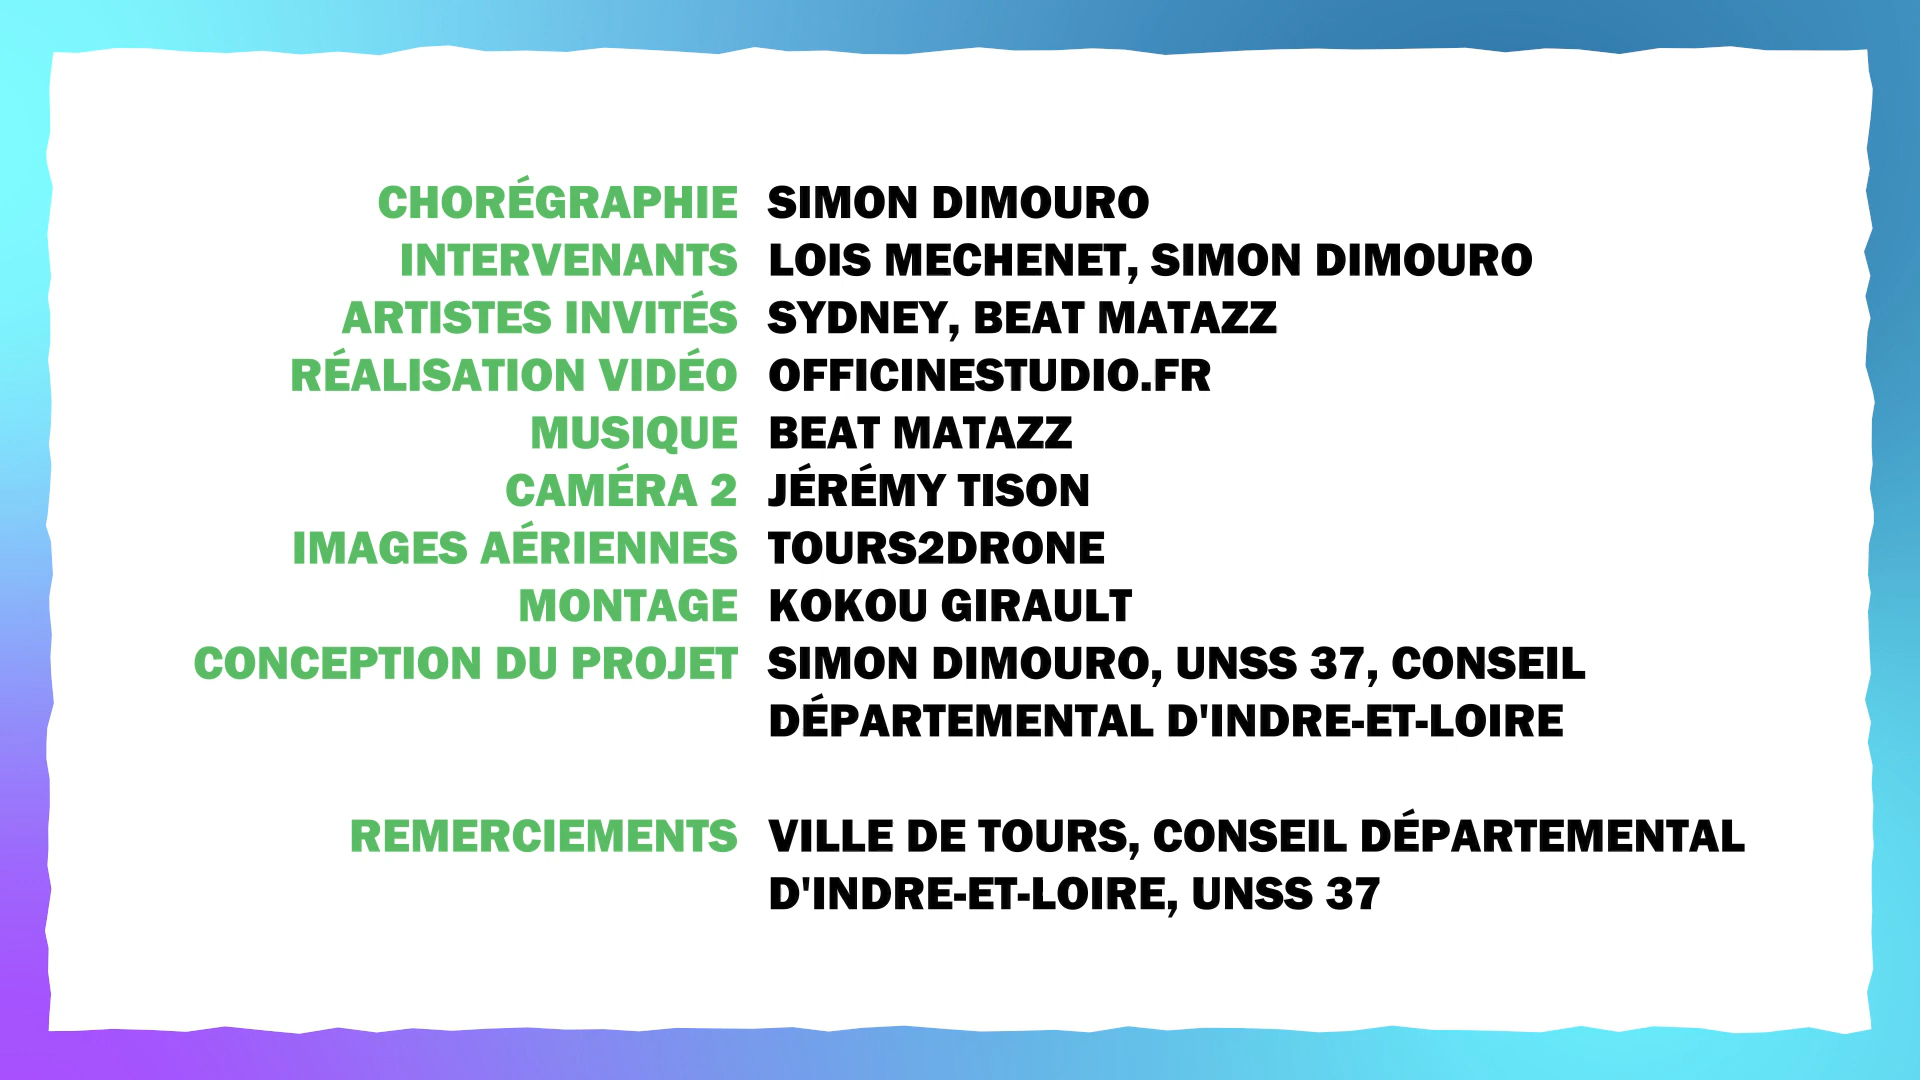 CHORÉGRAPHIE SIMON DIMOURO
INTERVENANTS LOIS MECHENET, SIMON DIMOURO
ARTISTES INVITÉS SYDNEY, BEAT MATAZZ
RÉALISATION VIDÉO OFFICINESTUDIO.FR
MUSIQUE BEAT MATAZZ
CAMÉRA 2 JÉRÉMY TISON
IMAGES AÉRIENNES TOURS2DRONE
MONTAGE KOKOU GIRAULT
CONCEPTION DU PROJET SIMON DIMOURO, UNSS 37, CONSEIL
DÉPARTEMENTAL D'INDRE-ET-LOIRE
REMERCIEMENTS VILLE DE TOURS, CONSEIL DÉPARTEMENTAL
D'INDRE-ET-LOIRE, UNSS 37